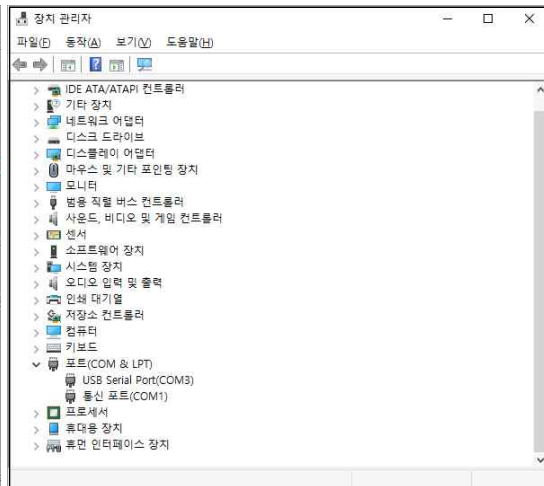 장치 관리자
파일(F) 동작(A) 보기(V) 도움말(H)
IDE ATA/ATAPI 컨트롤러
기타 장치
네트워크 어댑터
디스크 드라이브
디스플레이 어댑터
마우스 및 기타 포인팅 장치
모니터
범용 직렬 버스 컨트롤러
사운드, 비디오 및 게임 컨트롤러
센서
소프트웨어 장치
시스템 장치
오디오 입력 및 출력
인쇄 대기열
저장소 컨트롤러
컴퓨터
키보드
포트(COM & LPT)
USB Serial Port(COM3)
통신 포트(COM1)
프로세서
휴대용 장치
휴먼 인터페이스 장치